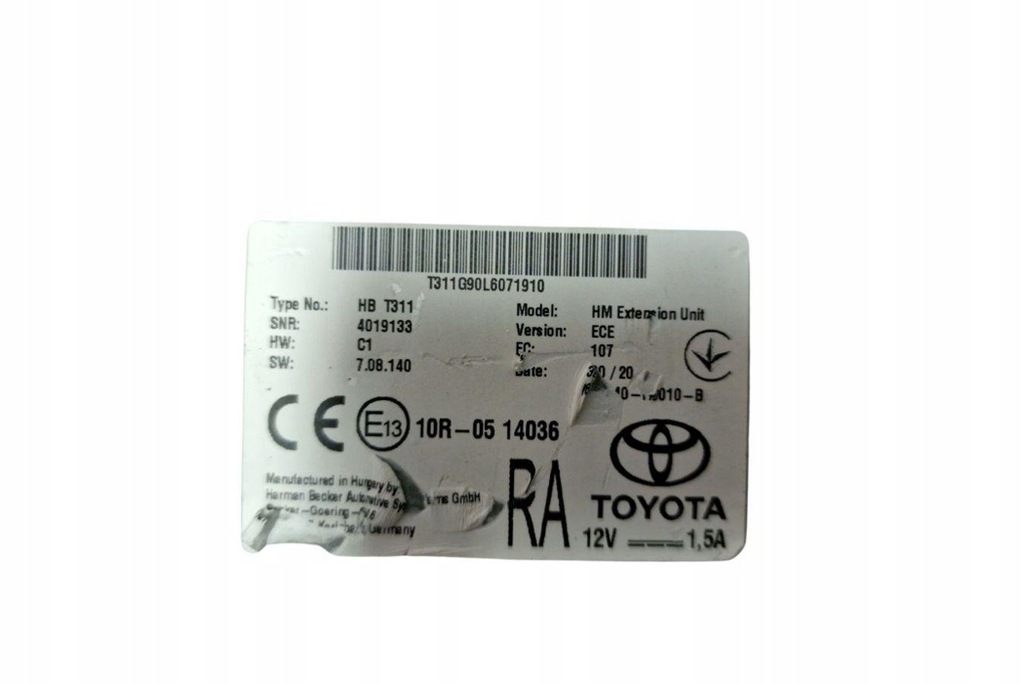 T311G90L6071910
Type No.: HB T311
SNR: 4019133
HW: C1
SW: 7.08.140
Model: HM Extension Unit
Version: ECE
107
/ 20
CE E13 10R-05 14036
TOYOTA
RA
12V 1,5A
Manufactured in Hungary by
Harman Becker Automotive GmbH
Germany